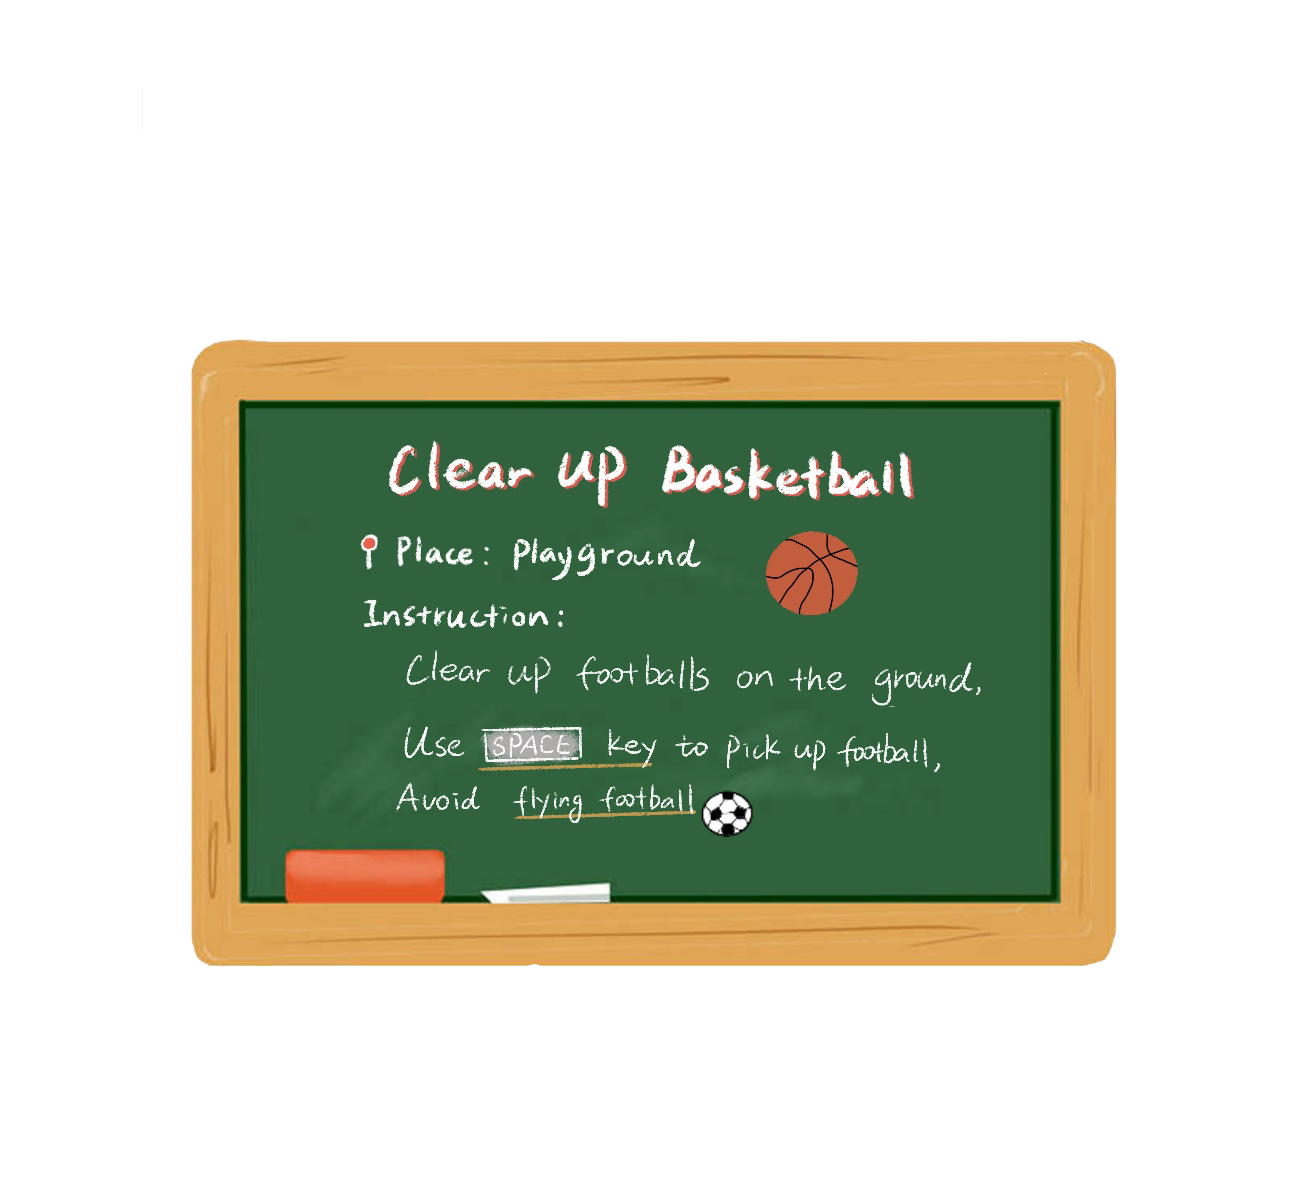 Clear Up Basketball
Place: Playground
Instruction:
Clear up footballs on the ground,
Use SPACE key to pick up football,
Avoid flying football